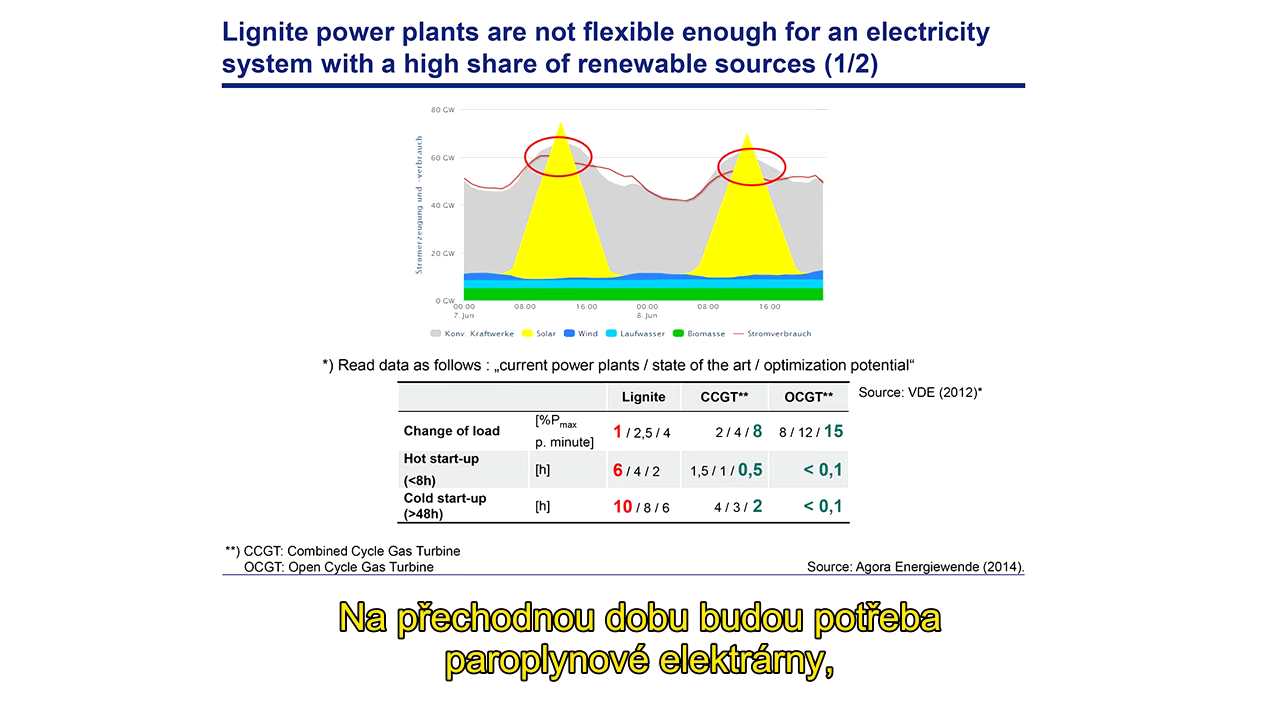 Lignite power plants are not flexible enough for an electricity
system with a high share of renewable sources (1/2)
80 GW
60 GW
40 GW
20 GW
0 GW
Stromerzeugung und -verbrauch
00:00 08:00 16:00 00:00 08:00 16:00
7. Jun 8. Jun
Konv. Kraftwerke Solar Wind Laufwasser Biomasse Stromverbrauch
*) Read data as follows : „current power plants / state of the art / optimization potential“
Source: VDE (2012)*
Lignite CCGT** OCGT**
Change of load [%Pmax p. minute] 1 / 2,5 / 4 2 / 4 / 8 8 / 12 / 15
Hot start-up (<8h) [h] 6 / 4 / 2 1,5 / 1 / 0,5 < 0,1
Cold start-up (>48h) [h] 10 / 8 / 6 4 / 3 / 2 < 0,1
**) CCGT: Combined Cycle Gas Turbine
OCGT: Open Cycle Gas Turbine
Source: Agora Energiewende (2014).
Na přechodnou dobu budou potřeba
paroplynové elektrárny,